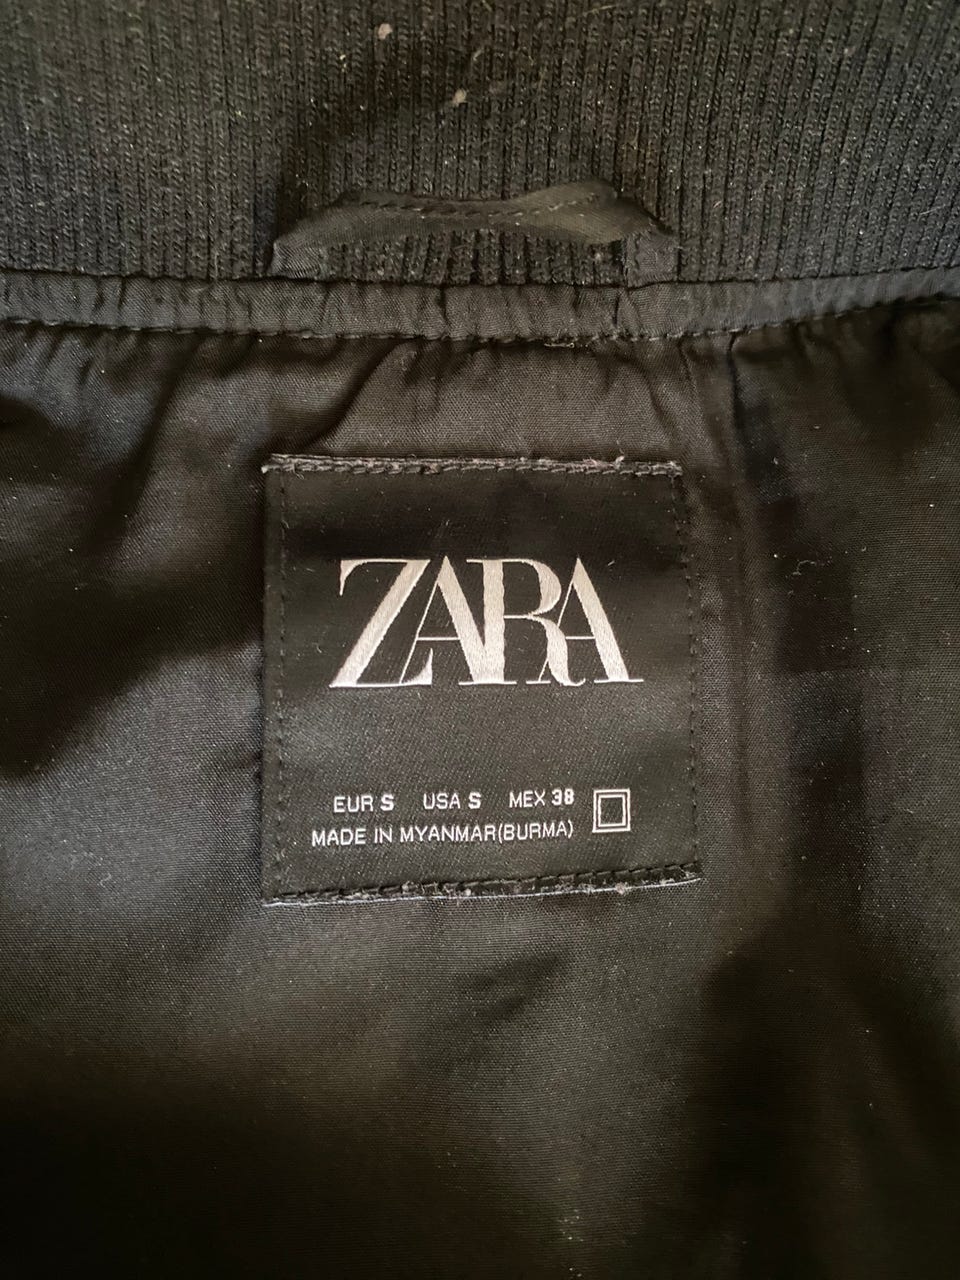 ZARA
EUR S USA S MEX 38
MADE IN MYANMAR(BURMA)